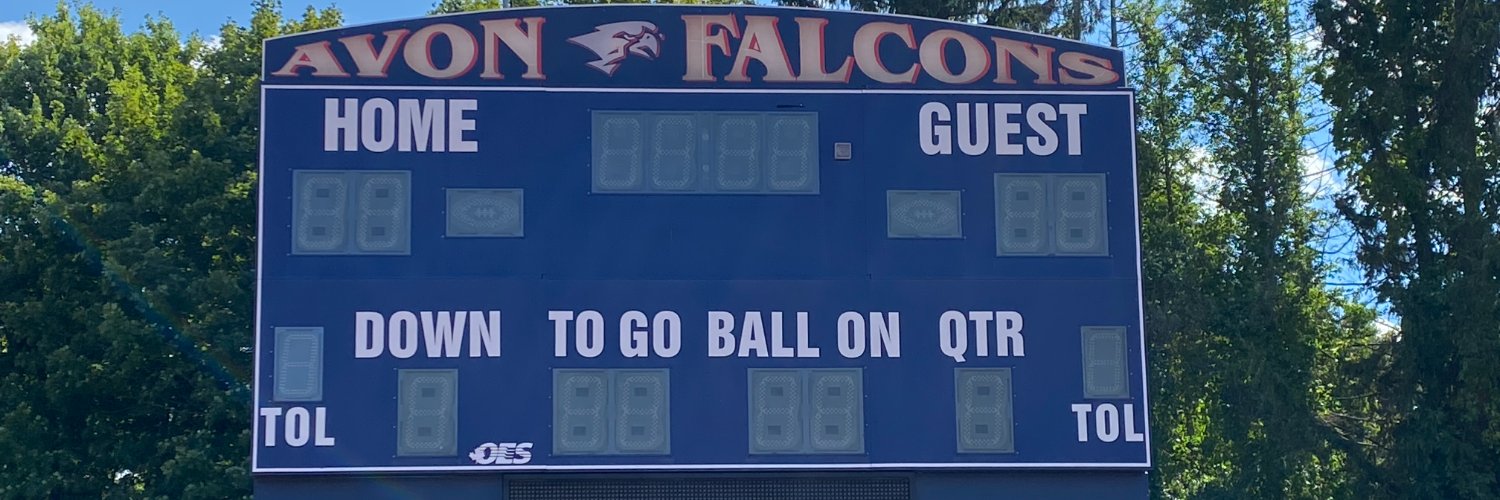 AVON FALCONS
HOME GUEST
DOWN TO GO BALL ON QTR
TOL TOL
OES